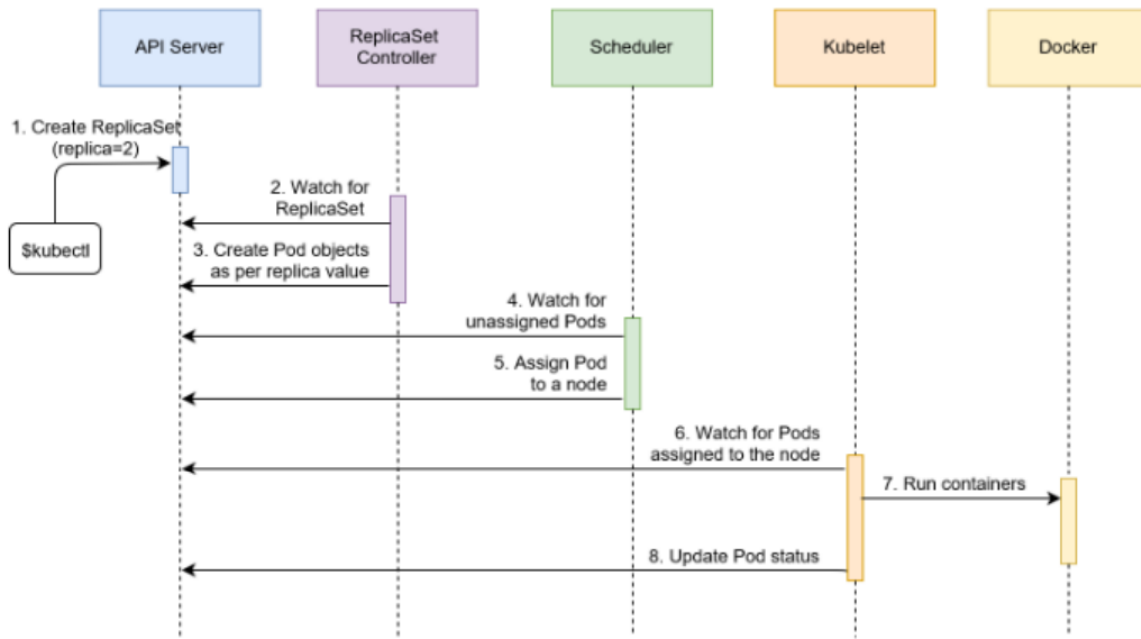 API Server
ReplicaSet
Controller
Scheduler
Kubelet
Docker
1. Create ReplicaSet
(replica=2)
$kubectl
2. Watch for
ReplicaSet
3. Create Pod objects
as per replica value
4. Watch for
unassigned Pods
5. Assign Pod
to a node
6. Watch for Pods
assigned to the node
7. Run containers
8. Update Pod status